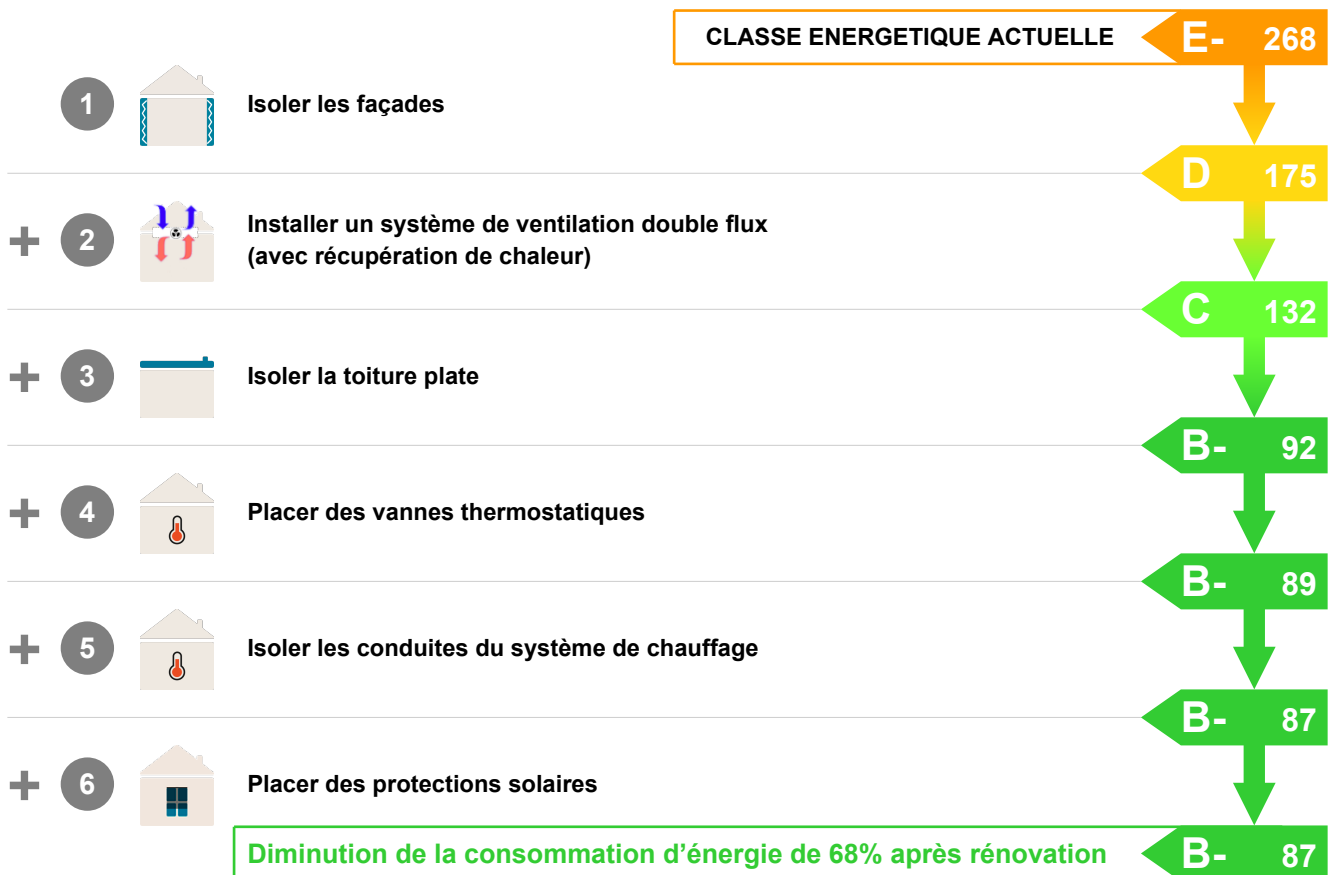 CLASSE ENERGETIQUE ACTUELLE E- 268
1 Isoler les façades
D 175
+ 2 Installer un système de ventilation double flux
(avec récupération de chaleur)
C 132
+ 3 Isoler la toiture plate
B- 92
+ 4 Placer des vannes thermostatiques
B- 89
+ 5 Isoler les conduites du système de chauffage
B- 87
+ 6 Placer des protections solaires
Diminution de la consommation d’énergie de 68% après rénovation B- 87